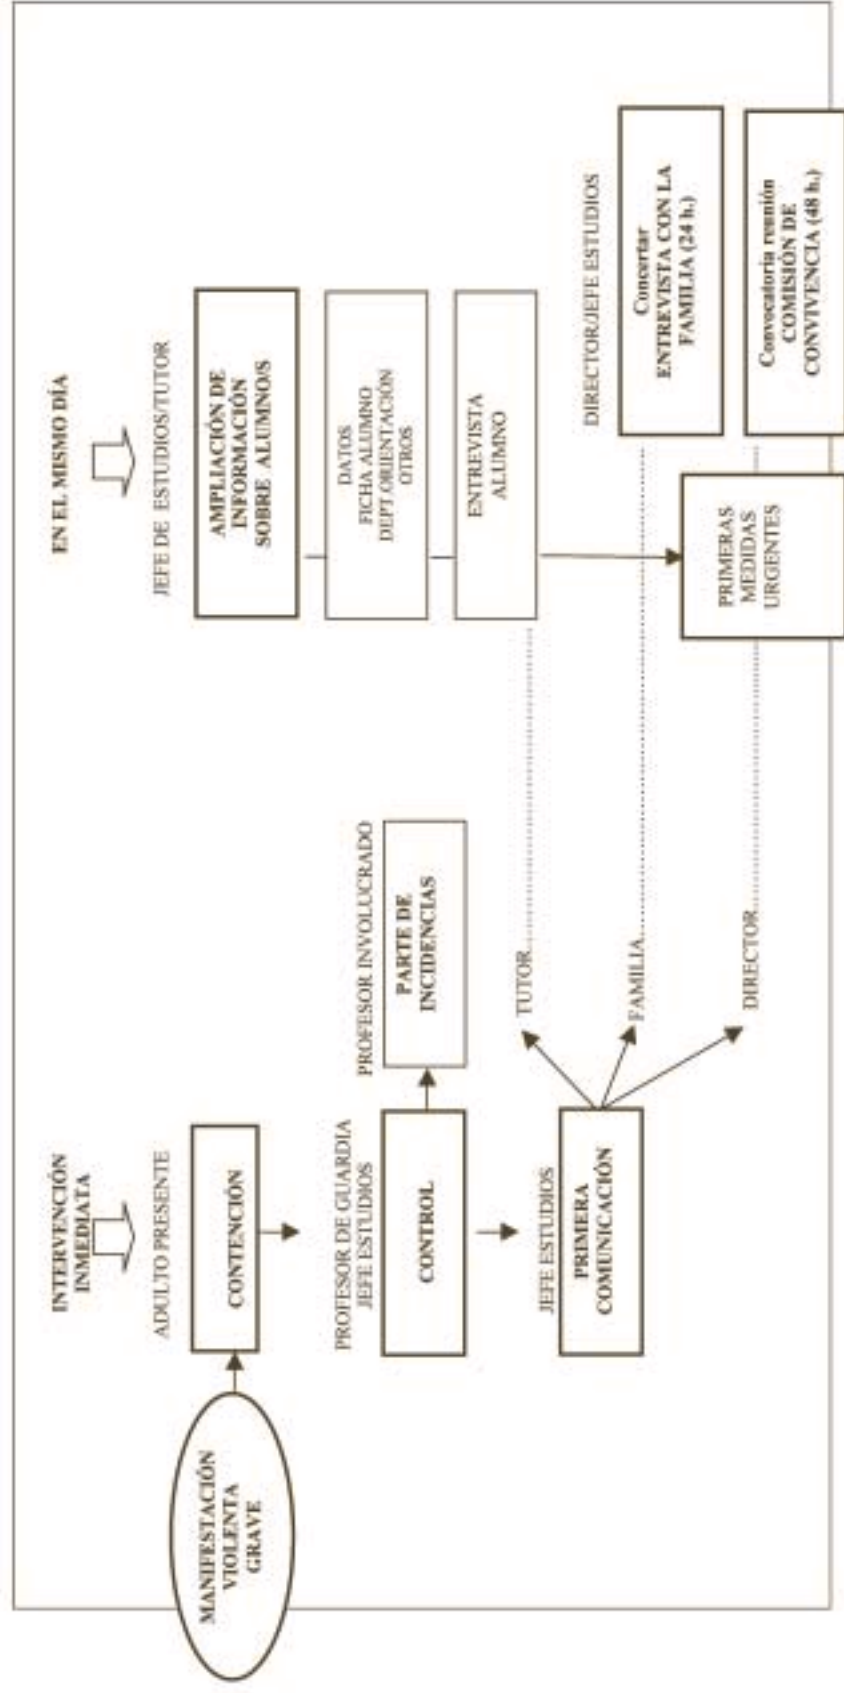 INTERVENCIÓN
INMEDIATA
ADULTO PRESENTE
MANIFESTACIÓN
VIOLENTA
GRAVE
CONTENCIÓN
PROFESOR DE GUARDIA
JEFE ESTUDIOS
CONTROL
PROFESOR INVOLUCRADO
PARTE DE
INCIDENCIAS
JEFE ESTUDIOS
PRIMERA
COMUNICACIÓN
TUTOR
FAMILIA
DIRECTOR
EN EL MISMO DÍA
JEFE DE ESTUDIOS/TUTOR
AMPLIACIÓN DE
INFORMACIÓN
SOBRE ALUMNO/S
DATOS
FICHA ALUMNO
DEPT.ORIENTACIÓN
OTROS
ENTREVISTA
ALUMNO
PRIMERAS
MEDIDAS
URGENTES
DIRECTOR/JEFE ESTUDIOS
Concertar
ENTREVISTA CON LA
FAMILIA (24 h.)
Convocatoria reunión
COMISIÓN DE
CONVIVENCIA (48 h.)